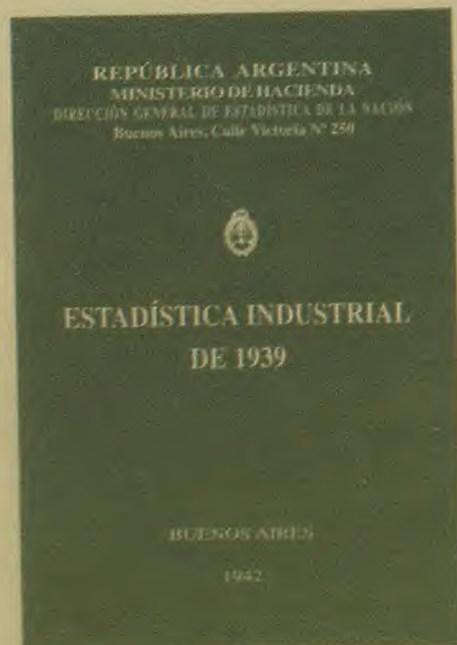 REPÚBLICA ARGENTINA
MINISTERIO DE HACIENDA
DIRECCIÓN GENERAL DE ESTADÍSTICA DE LA NACIÓN
Buenos Aires, Calle Victoria Nº 250
ESTADÍSTICA INDUSTRIAL
DE 1939
BUENOS AIRES
1942